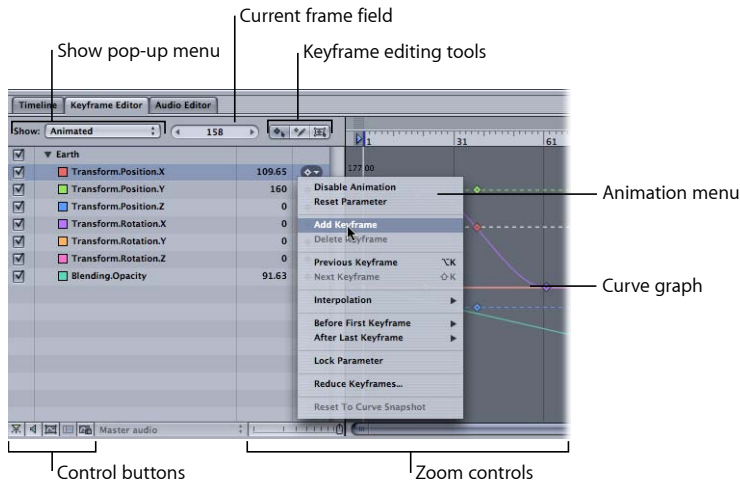 Current frame field
Show pop-up menu
Keyframe editing tools
Timeline
Keyframe Editor
Audio Editor
Show:
Animated
158
1
31
61
Earth
Transform.Position.X
109.65
177.00
Transform.Position.Y
160
Transform.Position.Z
0
Transform.Rotation.X
0
Transform.Rotation.Y
0
Transform.Rotation.Z
0
Blending.Opacity
91.63
Disable Animation
Reset Parameter
Add Keyframe
Delete Keyframe
Previous Keyframe ⌥K
Next Keyframe ⇧K
Interpolation
Before First Keyframe
After Last Keyframe
Lock Parameter
Reduce Keyframes...
Reset To Curve Snapshot
Animation menu
Curve graph
Master audio
Control buttons
Zoom controls